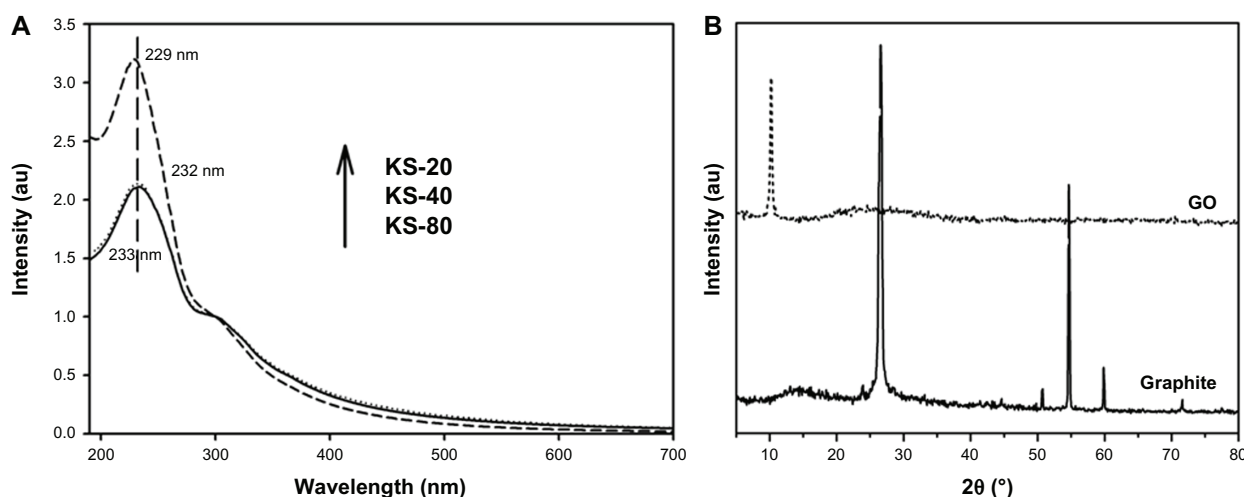 A
3.5
3.0
2.5
2.0
1.5
1.0
0.5
0.0
Intensity (au)
229 nm
232 nm
233 nm
KS-20
KS-40
KS-80
200
300
400
500
600
700
Wavelength (nm)
B
Intensity (au)
GO
Graphite
10
20
30
40
50
60
70
80
2θ (°)